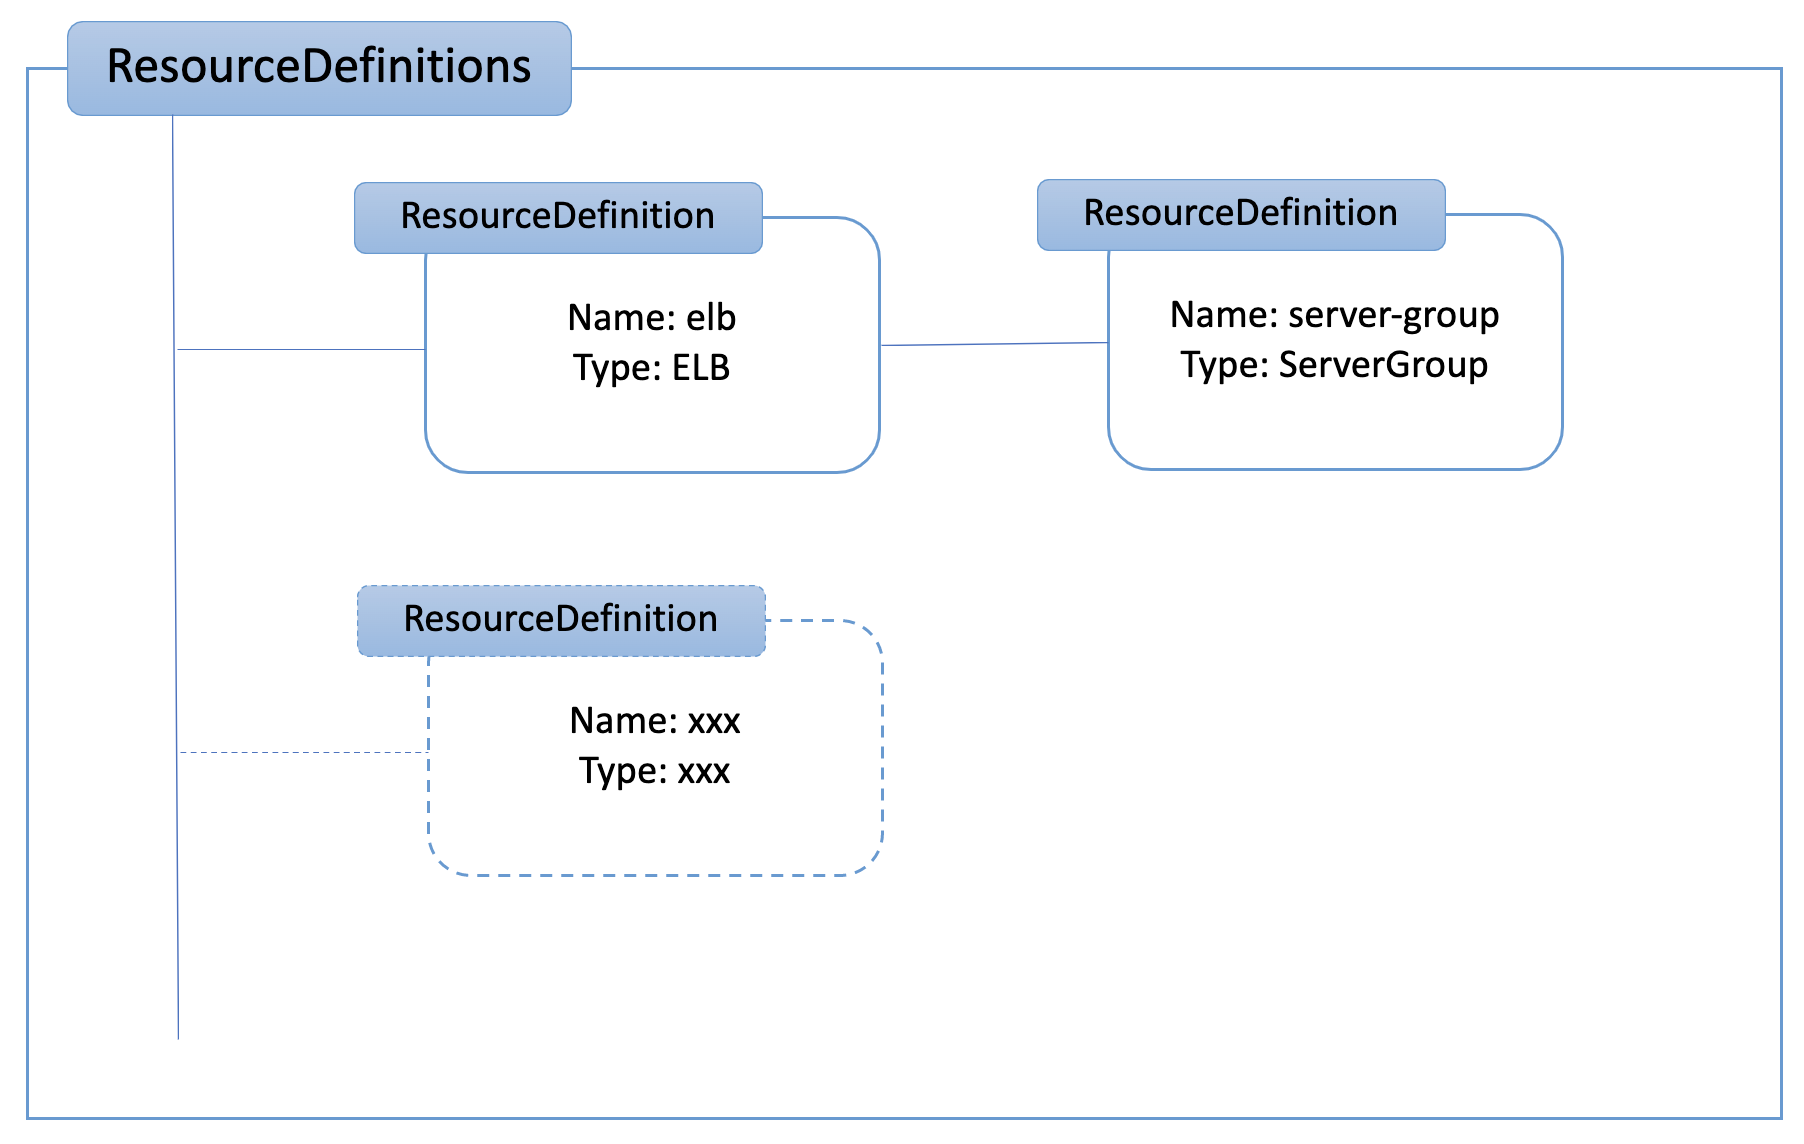 ResourceDefinitions
ResourceDefinition
Name: elb
Type: ELB
ResourceDefinition
Name: server-group
Type: ServerGroup
ResourceDefinition
Name: xxx
Type: xxx